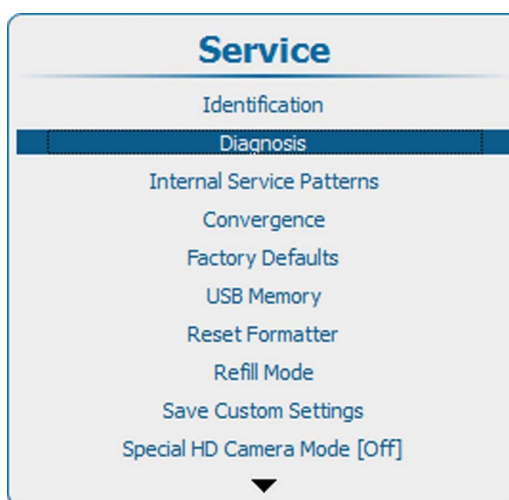 Service
Identification
Diagnosis
Internal Service Patterns
Convergence
Factory Defaults
USB Memory
Reset Formatter
Refill Mode
Save Custom Settings
Special HD Camera Mode [Off]